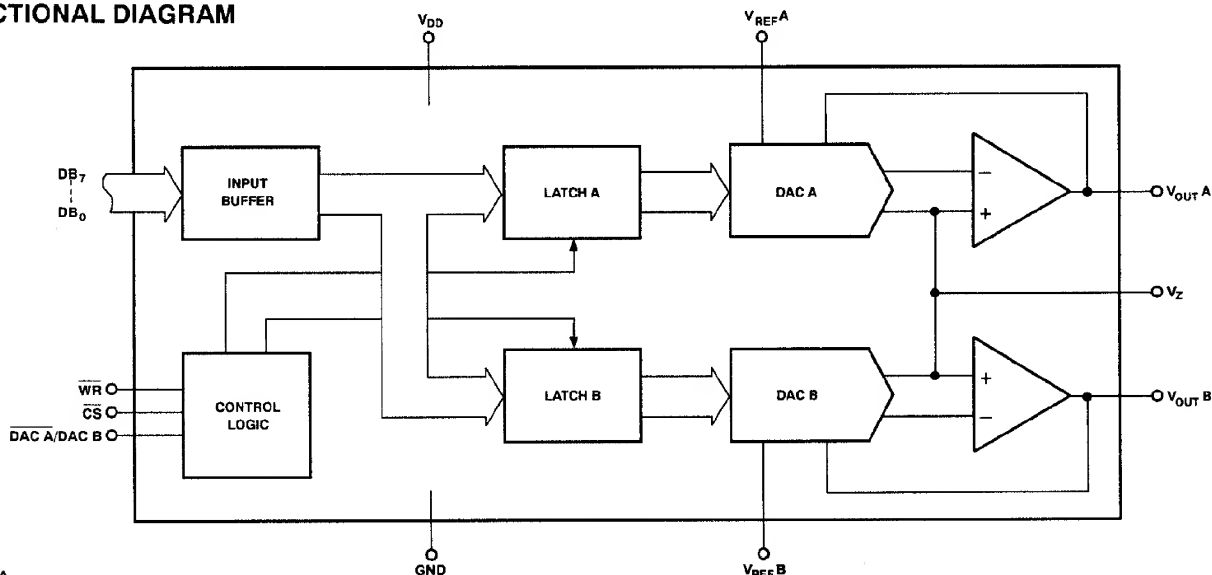 CTIONAL DIAGRAM
VDD
VREFA
DB7
DB0
INPUT
BUFFER
LATCH A
DAC A
−
+
VOUT A
VZ
WR
CS
DAC A/DAC B
CONTROL
LOGIC
LATCH B
DAC B
+
−
VOUT B
GND
VREFB